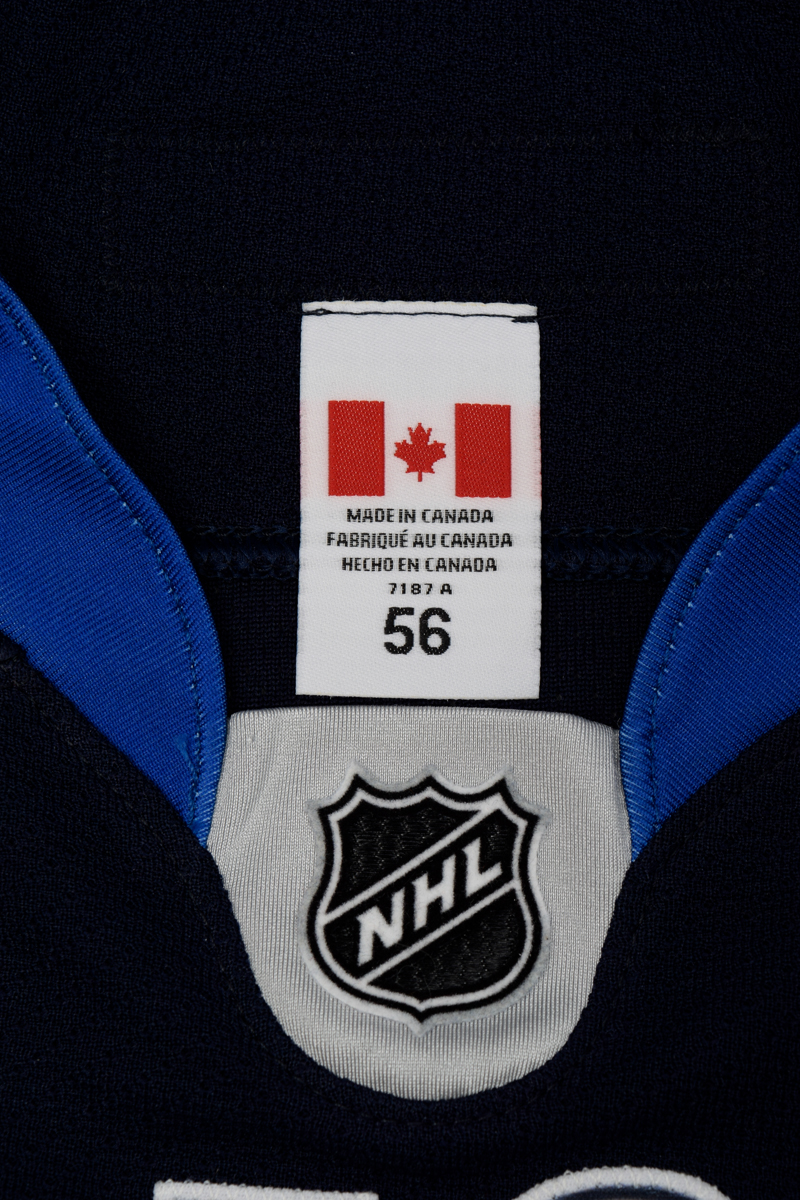 MADE IN CANADA
FABRIQUÉ AU CANADA
HECHO EN CANADA
7187 A
56
NHL